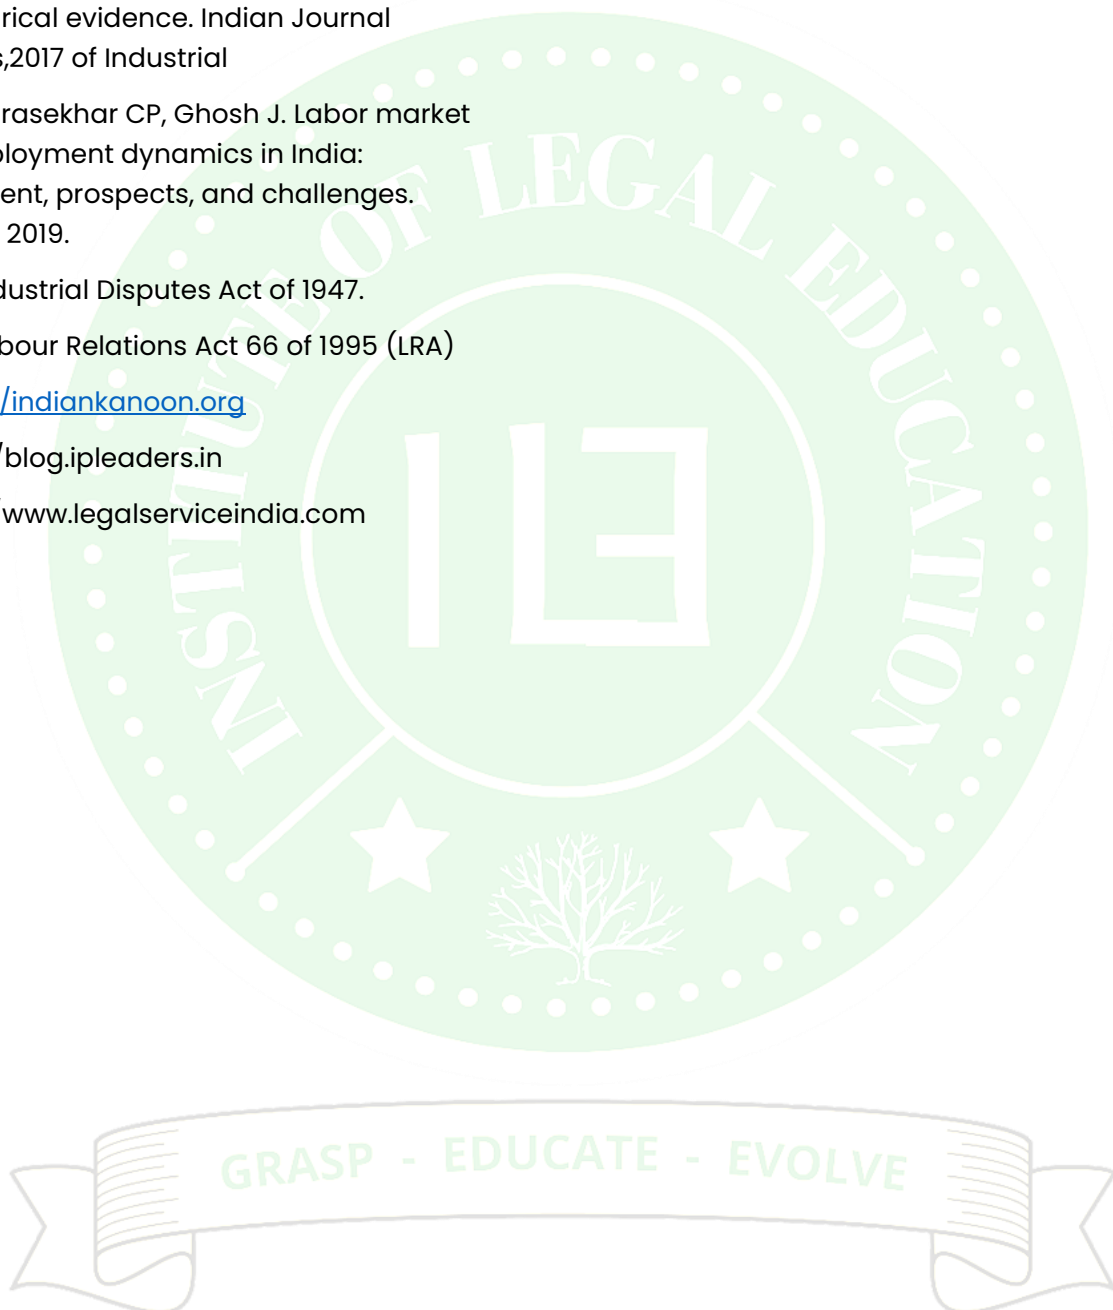 rical evidence. Indian Journal
s,2017 of Industrial
rasekhar CP, Ghosh J. Labor market
ployment dynamics in India:
ent, prospects, and challenges.
2019.
dustrial Disputes Act of 1947.
bour Relations Act 66 of 1995 (LRA)
/indiankanoon.org
/blog.ipleaders.in
/www.legalserviceindia.com
INSTITUTE OF LEGAL EDUCATION
ILE
GRASP - EDUCATE - EVOLVE